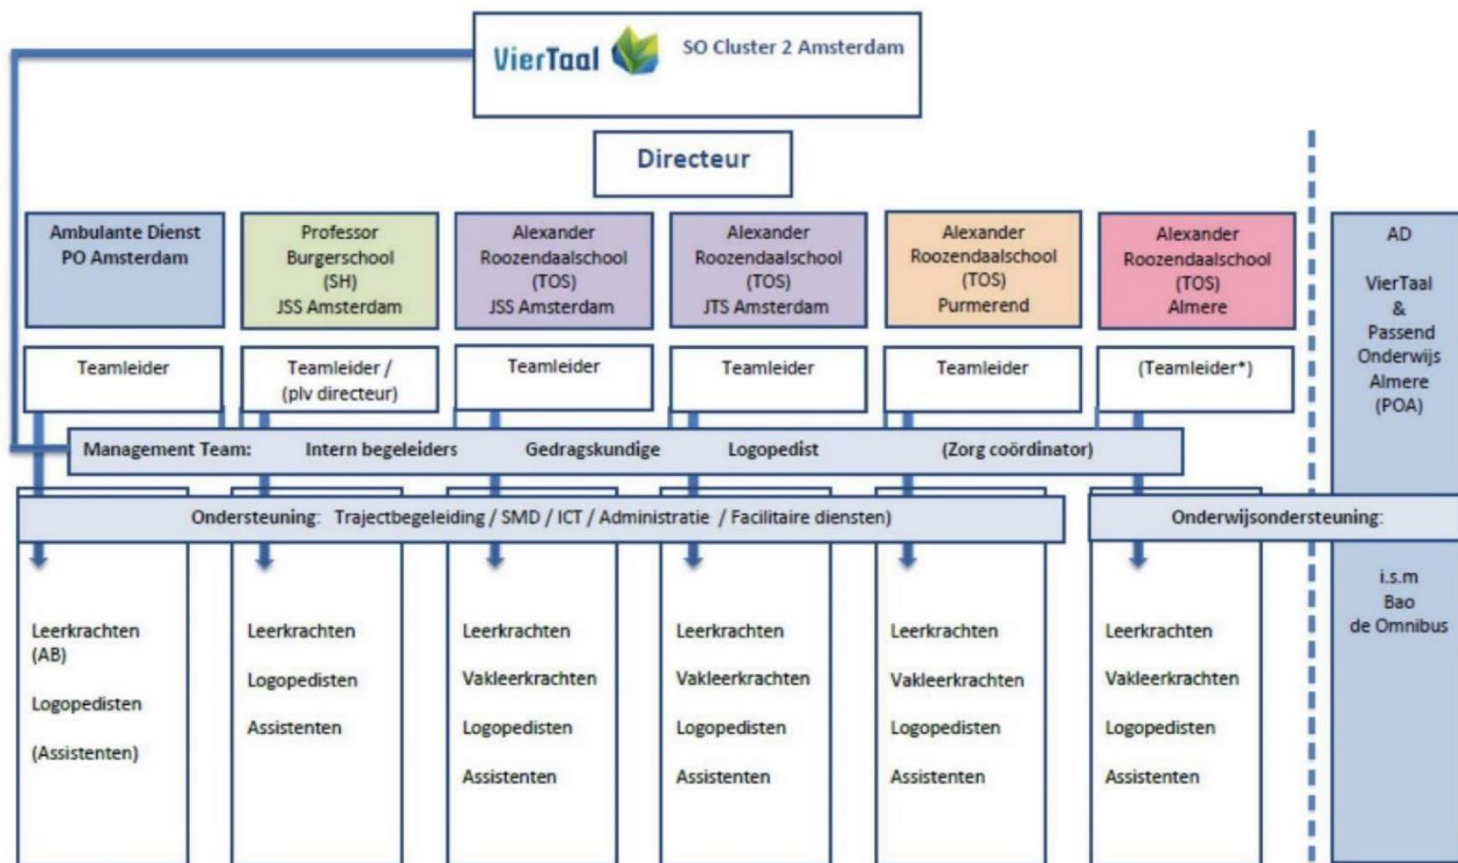 VierTaal SO Cluster 2 Amsterdam
Directeur
Ambulante Dienst
PO Amsterdam
Professor
Burgerschool
(SH)
JSS Amsterdam
Alexander
Roozendaalschool
(TOS)
JSS Amsterdam
Alexander
Roozendaalschool
(TOS)
JTS Amsterdam
Alexander
Roozendaalschool
(TOS)
Purmerend
Alexander
Roozendaalschool
(TOS)
Almere
AD
VierTaal
&
Passend
Onderwijs
Almere
(POA)
Teamleider
Teamleider /
(plv directeur)
Teamleider
Teamleider
Teamleider
(Teamleider*)
Management Team: Intern begeleiders Gedragskundige Logopedist (Zorg coördinator)
Ondersteuning: Trajectbegeleiding / SMD / ICT / Administratie / Facilitaire diensten)
Onderwijsondersteuning:
i.s.m
Bao
de Omnibus
Leerkrachten
(AB)
Logopedisten
(Assistenten)
Leerkrachten
Logopedisten
Assistenten
Leerkrachten
Vakleerkrachten
Logopedisten
Assistenten
Leerkrachten
Vakleerkrachten
Logopedisten
Assistenten
Leerkrachten
Vakleerkrachten
Logopedisten
Assistenten
Leerkrachten
Vakleerkrachten
Logopedisten
Assistenten